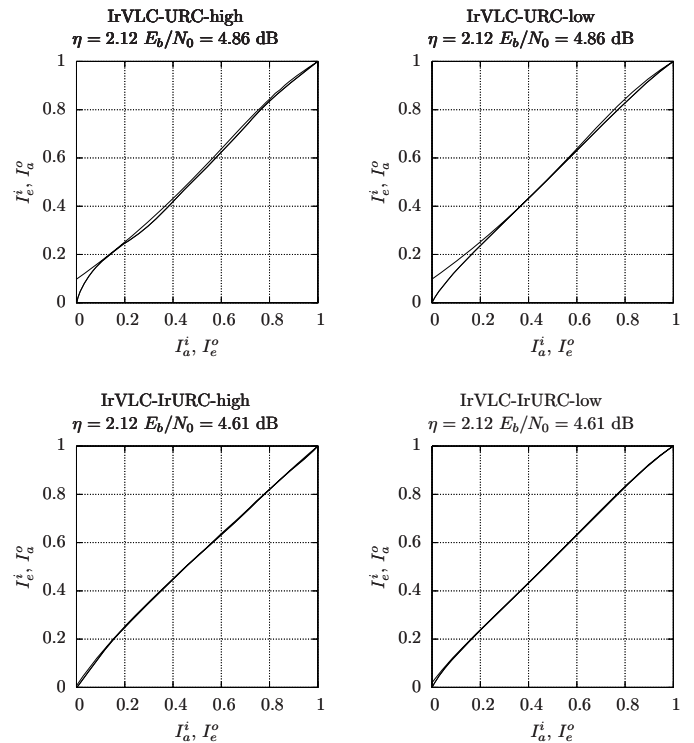 IrVLC-URC-high
η = 2.12 E_b/N_0 = 4.86 dB
1
0.8
0.6
0.4
0.2
0
I_e^i, I_a^o
0 0.2 0.4 0.6 0.8 1
I_a^i, I_e^o
IrVLC-URC-low
η = 2.12 E_b/N_0 = 4.86 dB
1
0.8
0.6
0.4
0.2
0
I_e^i, I_a^o
0 0.2 0.4 0.6 0.8 1
I_a^i, I_e^o
IrVLC-IrURC-high
η = 2.12 E_b/N_0 = 4.61 dB
1
0.8
0.6
0.4
0.2
0
I_e^i, I_a^o
0 0.2 0.4 0.6 0.8 1
I_a^i, I_e^o
IrVLC-IrURC-low
η = 2.12 E_b/N_0 = 4.61 dB
1
0.8
0.6
0.4
0.2
0
I_e^i, I_a^o
0 0.2 0.4 0.6 0.8 1
I_a^i, I_e^o